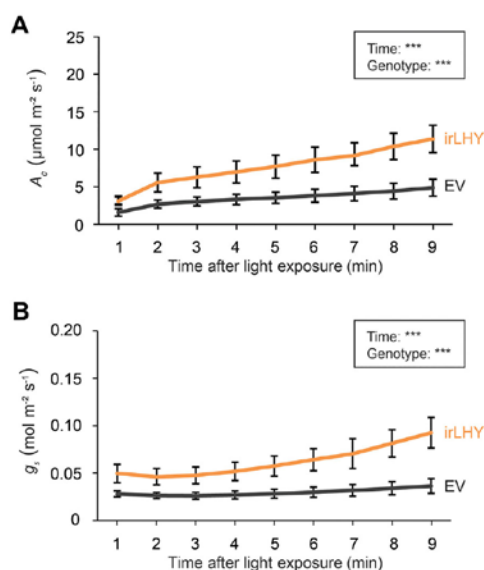 A
25
20
15
10
5
0
Ac (μmol m⁻² s⁻¹)
Time: ***
Genotype: ***
irLHY
EV
1 2 3 4 5 6 7 8 9
Time after light exposure (min)
B
0.20
0.15
0.10
0.05
0
gs (mol m⁻² s⁻¹)
Time: ***
Genotype: ***
irLHY
EV
1 2 3 4 5 6 7 8 9
Time after light exposure (min)